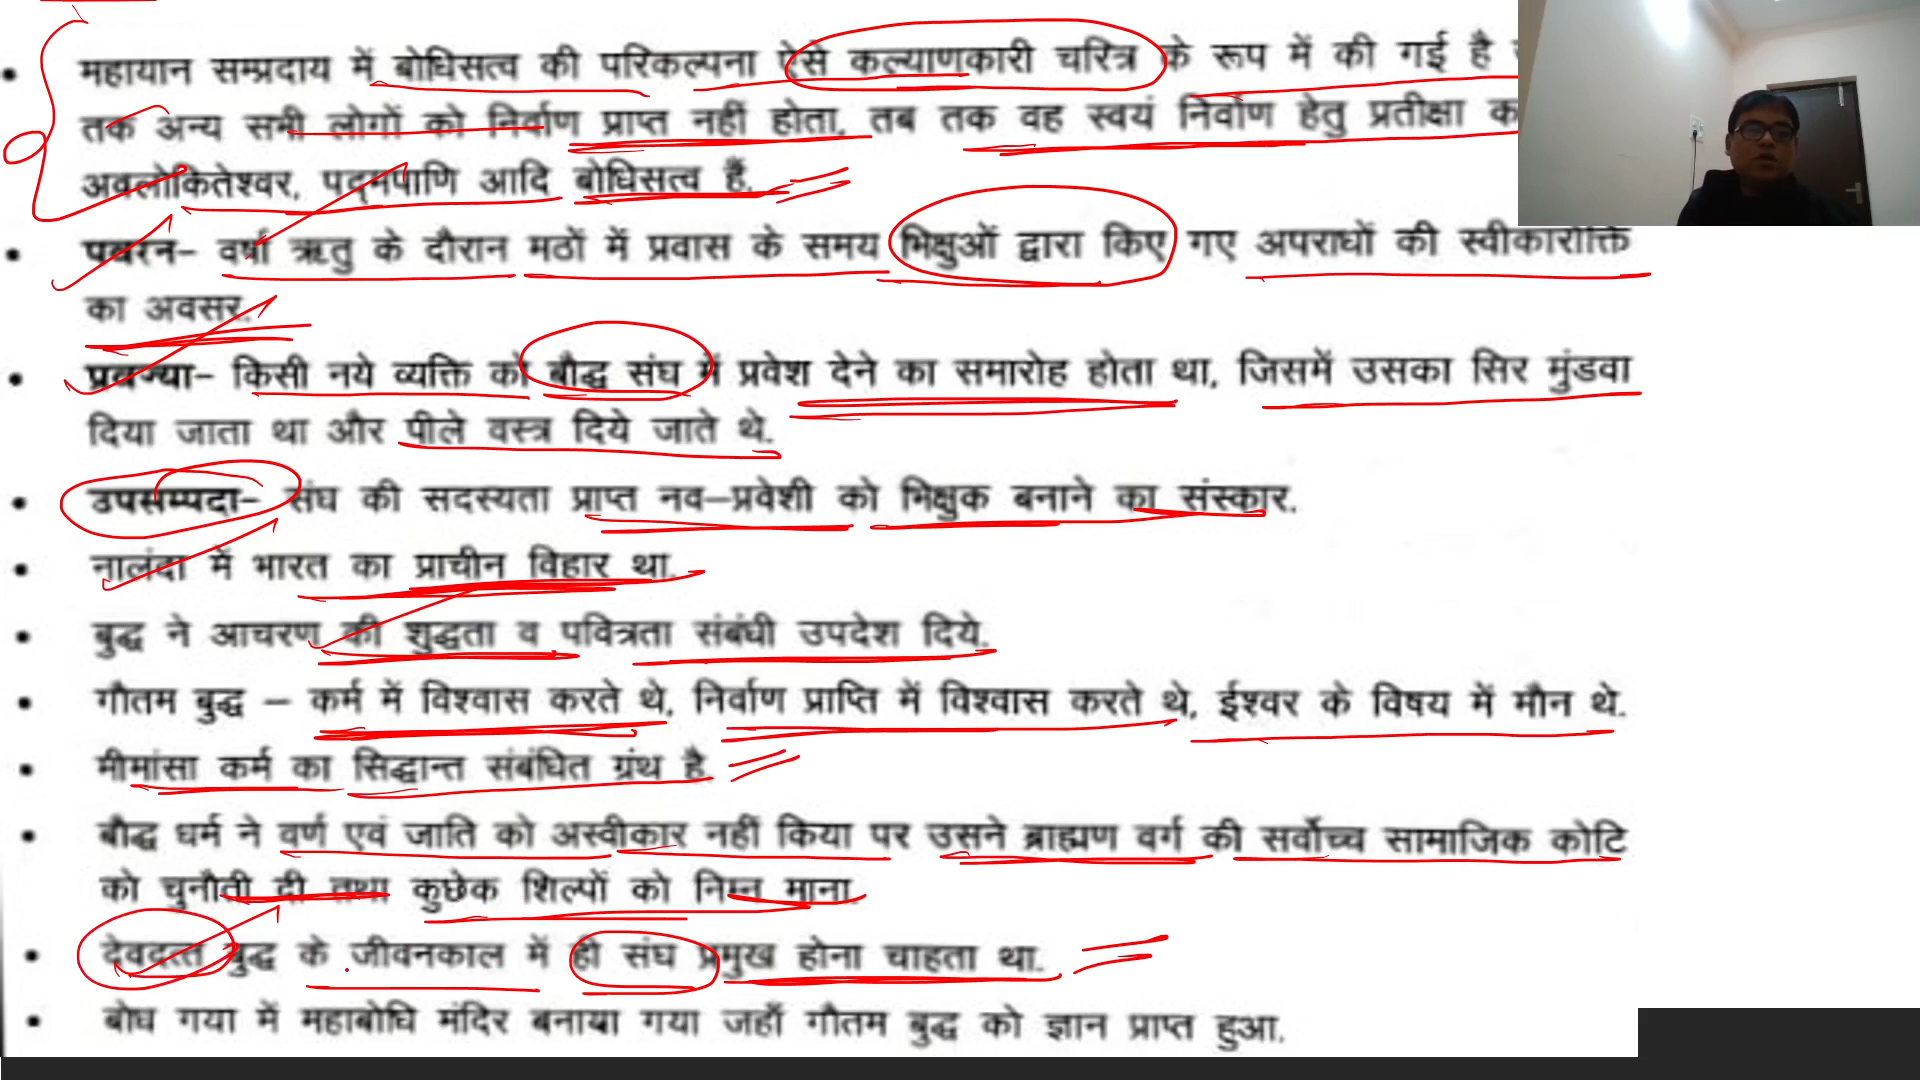 महायान सम्प्रदाय में बोधिसत्व की परिकल्पना ऐसे कल्याणकारी चरित्र के रूप में की गई है
तक अन्य सभी लोगों को निर्वाण प्राप्त नहीं होता, तब तक वह स्वयं निर्वाण हेतु प्रतीक्षा
अवलोकितेश्वर, पद्मपाणि आदि बोधिसत्व हैं.
पवरन– वर्षा ऋतु के दौरान मठों में प्रवास के समय भिक्षुओं द्वारा किए गए अपराधों की स्वीकारोक्ति
का अवसर.
प्रवज्या– किसी नये व्यक्ति को बौद्ध संघ में प्रवेश देने का समारोह होता था, जिसमें उसका सिर मुंडवा
दिया जाता था और पीले वस्त्र दिये जाते थे.
उपसम्पदा– संघ की सदस्यता प्राप्त नव–प्रवेशी को भिक्षुक बनाने का संस्कार.
नालंदा में भारत का प्राचीन विहार था.
बुद्ध ने आचरण की शुद्धता व पवित्रता संबंधी उपदेश दिये.
गौतम बुद्ध – कर्म में विश्वास करते थे, निर्वाण प्राप्ति में विश्वास करते थे, ईश्वर के विषय में मौन थे.
मीमांसा कर्म का सिद्धान्त संबंधित ग्रंथ है.
बौद्ध धर्म ने वर्ण एवं जाति को अस्वीकार नहीं किया पर उसने ब्राह्मण वर्ग की सर्वोच्च सामाजिक कोटि
को चुनौती दी तथा कुछेक शिल्पों को निम्न माना.
देवदत्त बुद्ध के जीवनकाल में ही संघ प्रमुख होना चाहता था.
बोध गया में महाबोधि मंदिर बनाया गया जहाँ गौतम बुद्ध को ज्ञान प्राप्त हुआ.